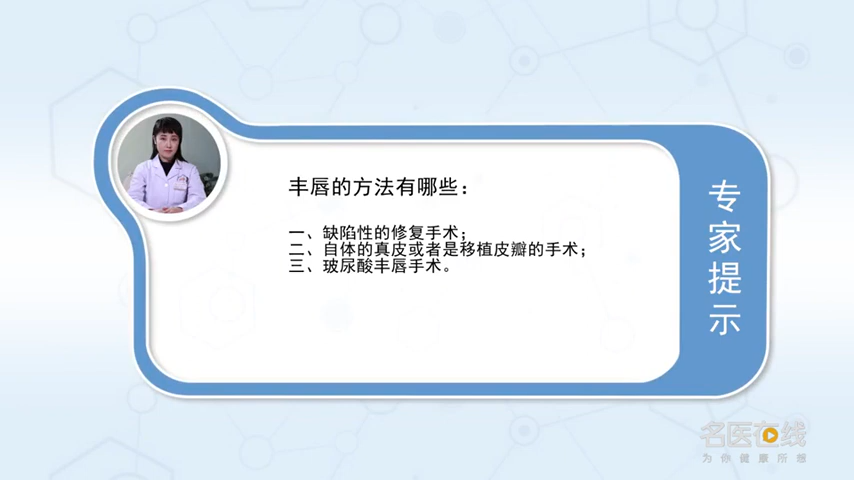 丰唇的方法有哪些：
一、缺陷性的修复手术；
二、自体的真皮或者是移植皮瓣的手术；
三、玻尿酸丰唇手术。
专家提示
名医在线
为你健康所想